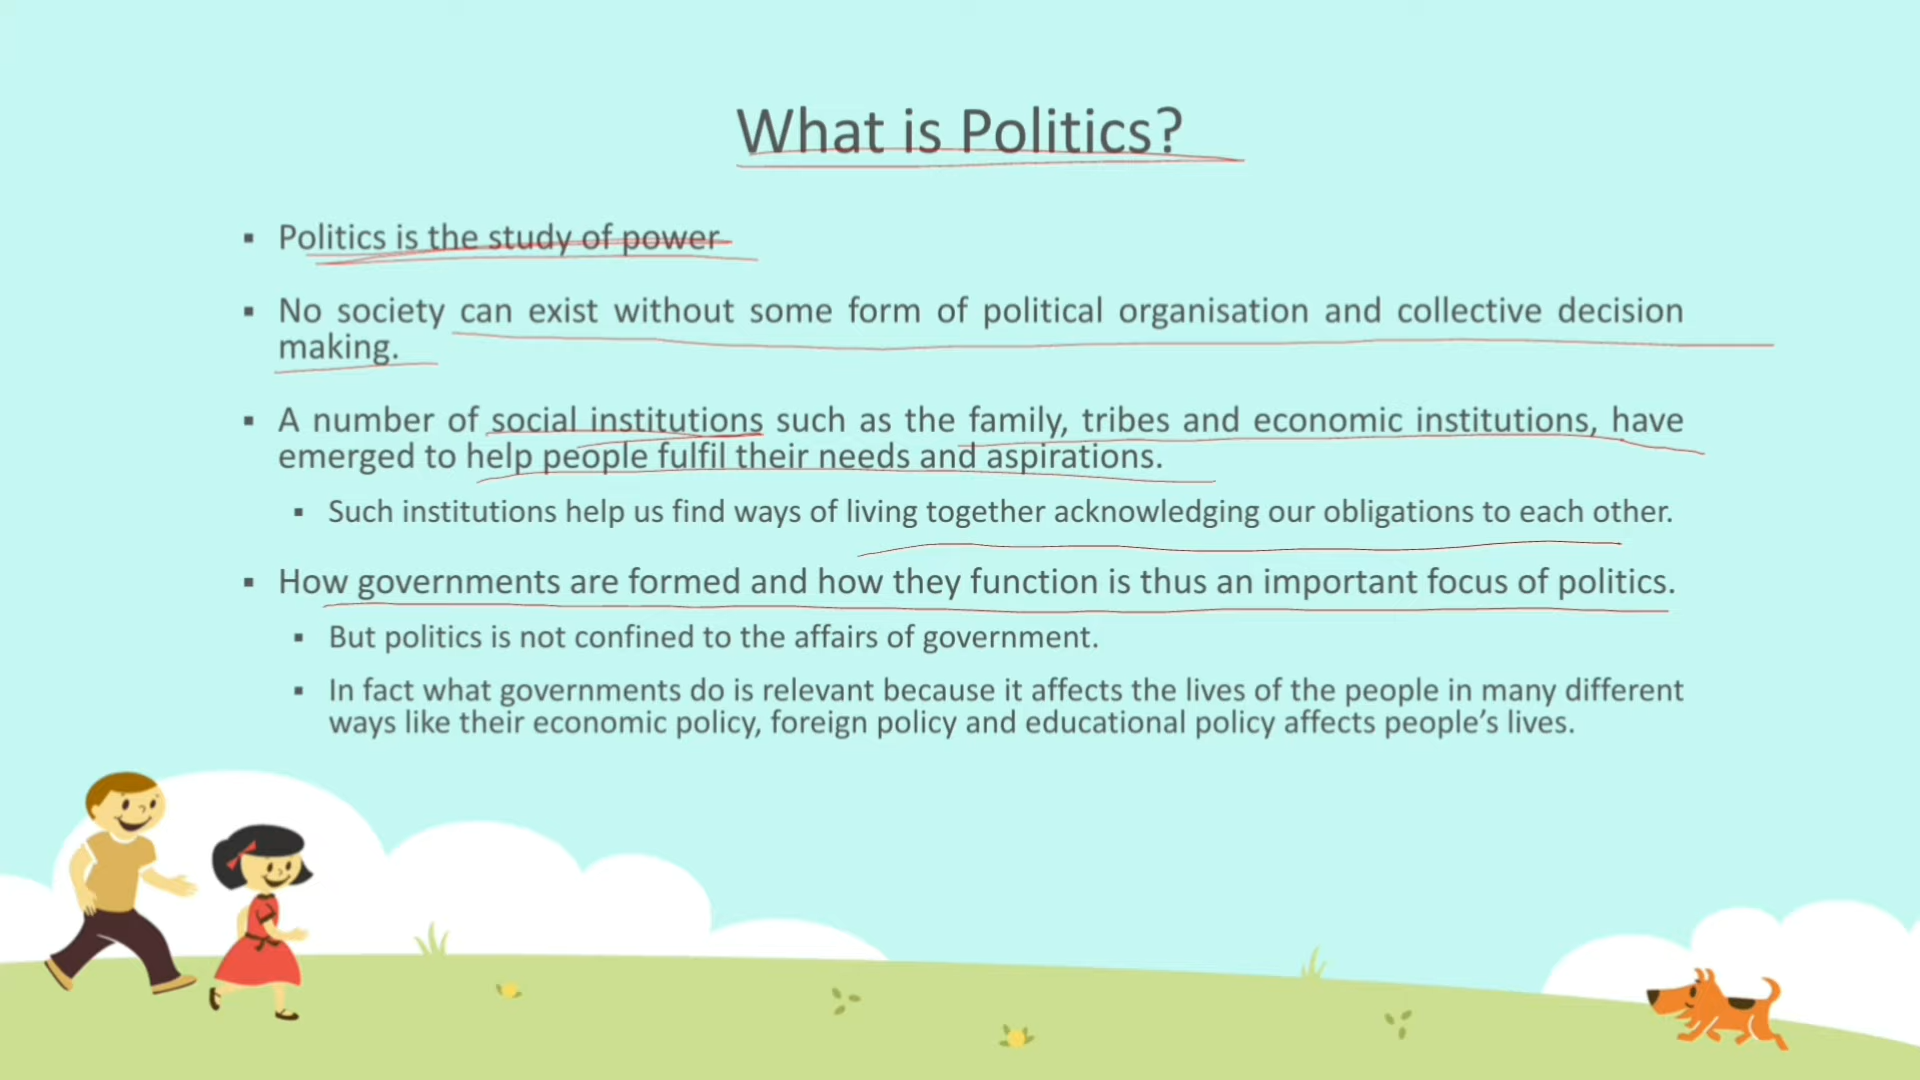 What is Politics?
▪ Politics is the study of power
▪ No society can exist without some form of political organisation and collective decision
making.
▪ A number of social institutions such as the family, tribes and economic institutions, have
emerged to help people fulfil their needs and aspirations.
▪ Such institutions help us find ways of living together acknowledging our obligations to each other.
▪ How governments are formed and how they function is thus an important focus of politics.
▪ But politics is not confined to the affairs of government.
▪ In fact what governments do is relevant because it affects the lives of the people in many different
ways like their economic policy, foreign policy and educational policy affects people’s lives.